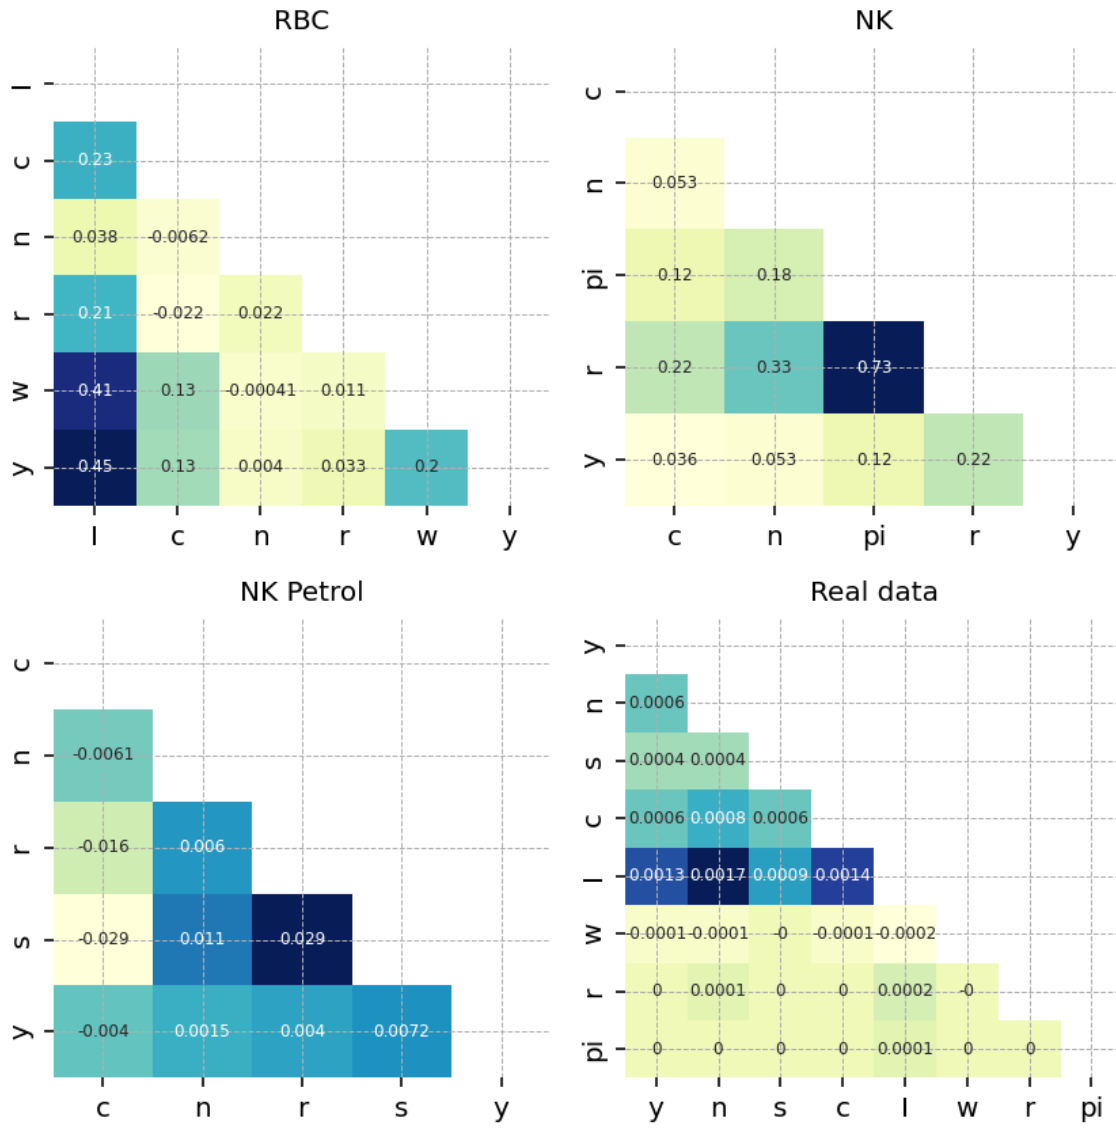 RBC
l
c 0.23
n 0.038 -0.0062
r 0.21 -0.022 0.022
w 0.41 0.13 -0.00041 0.011
y 0.45 0.13 0.004 0.033 0.2
l c n r w y
NK
c
n 0.053
pi 0.12 0.18
r 0.22 0.33 0.73
y 0.036 0.053 0.12 0.22
c n pi r y
NK Petrol
c
n -0.0061
r -0.016 0.006
s -0.029 0.011 0.029
y -0.004 0.0015 0.004 0.0072
c n r s y
Real data
y
n 0.0006
s 0.0004 0.0004
c 0.0006 0.0008 0.0006
l 0.0013 0.0017 0.0009 0.0014
w -0.0001 -0.0001 -0 -0.0001 -0.0002
r 0 0.0001 0 0 0.0002 -0
pi 0 0 0 0 0.0001 0 0
y n s c l w r pi